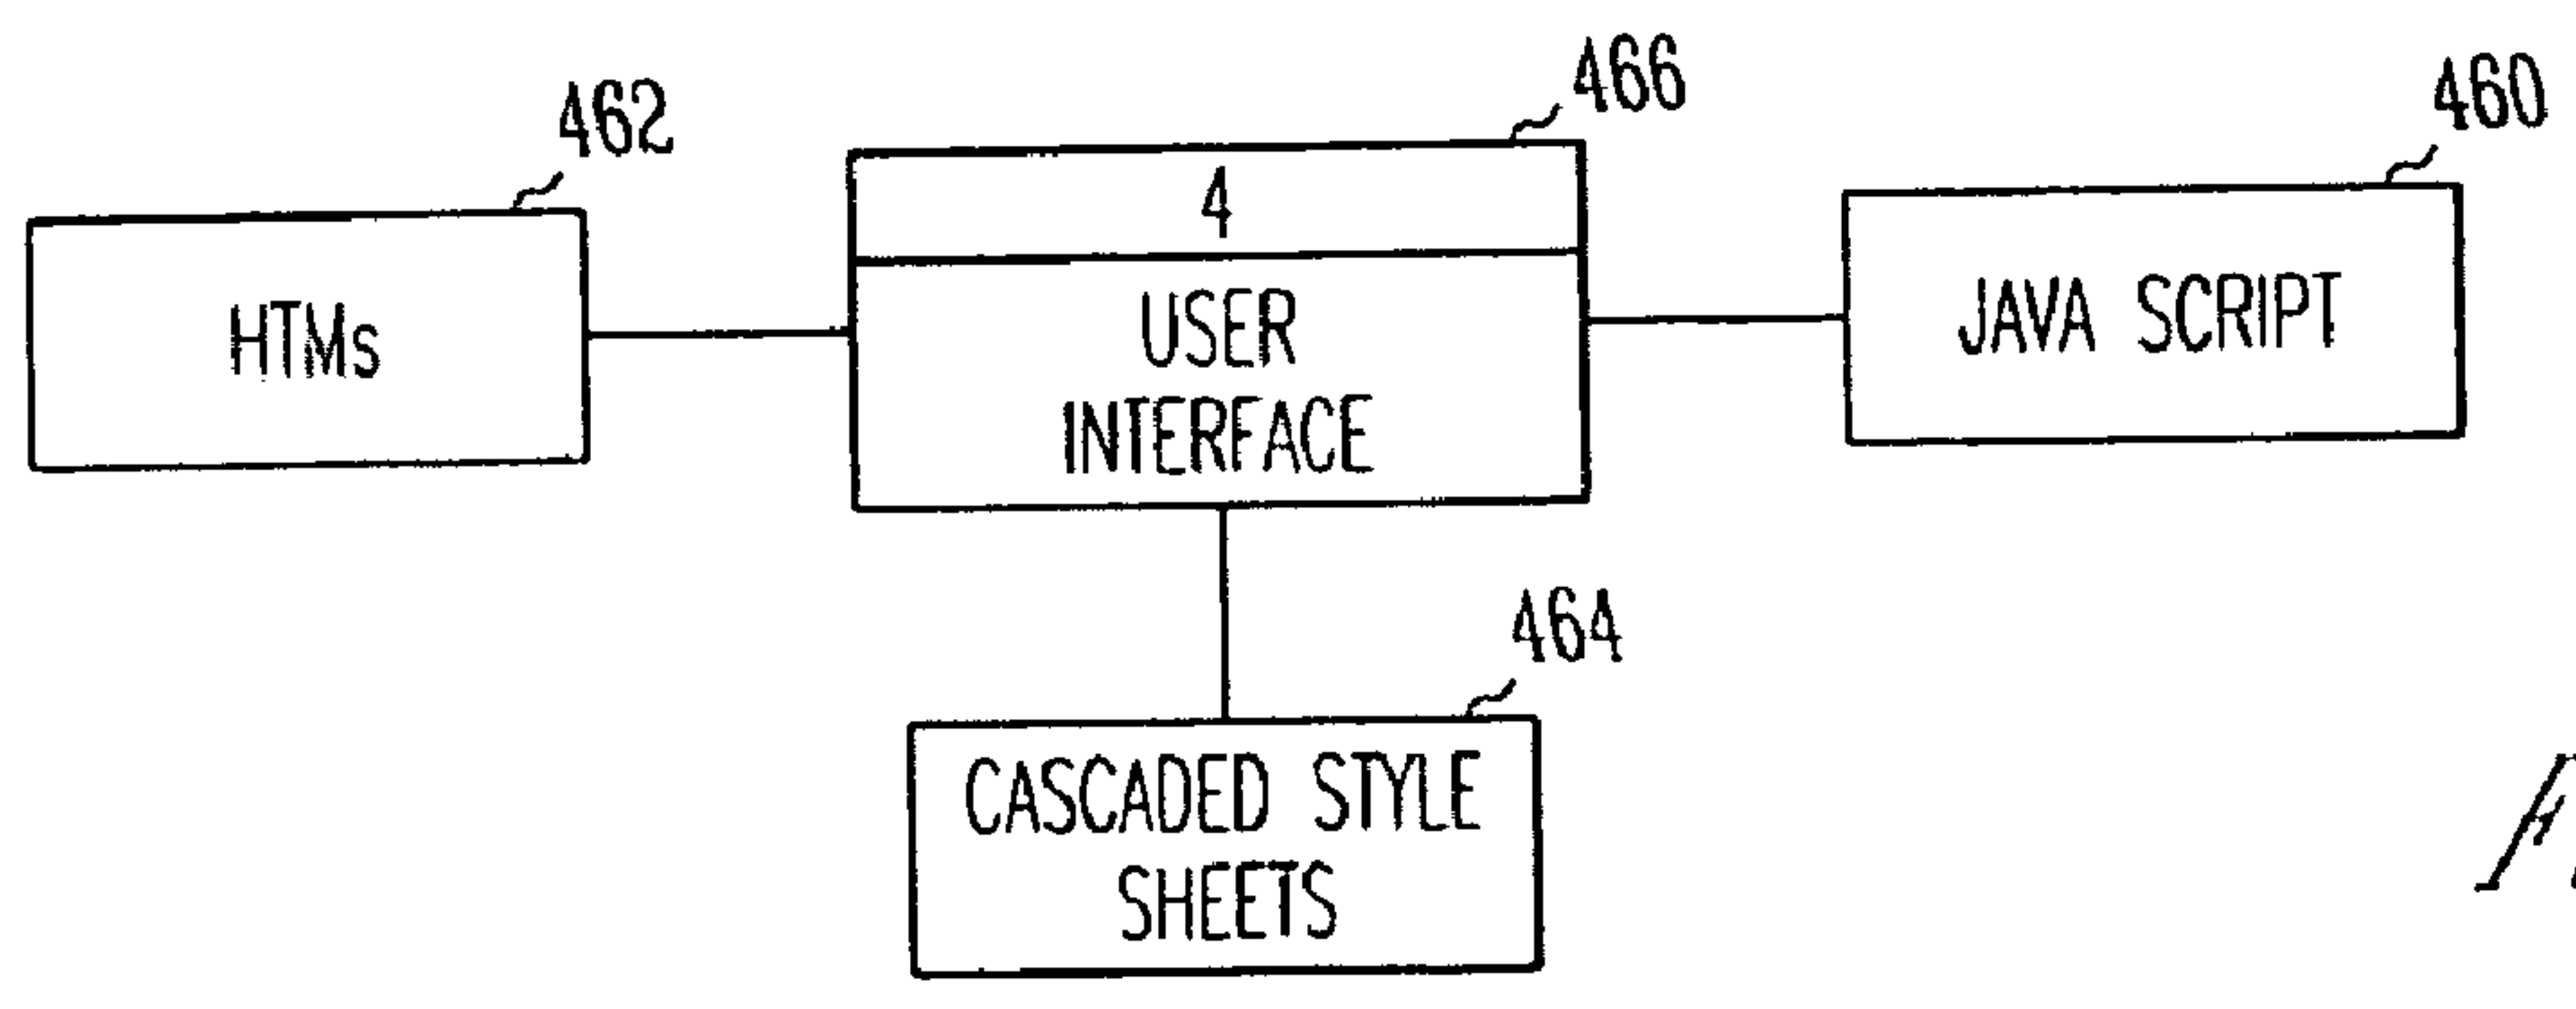 462
466
460
4
HTMs
USER
INTERFACE
JAVA SCRIPT
464
CASCADED STYLE
SHEETS